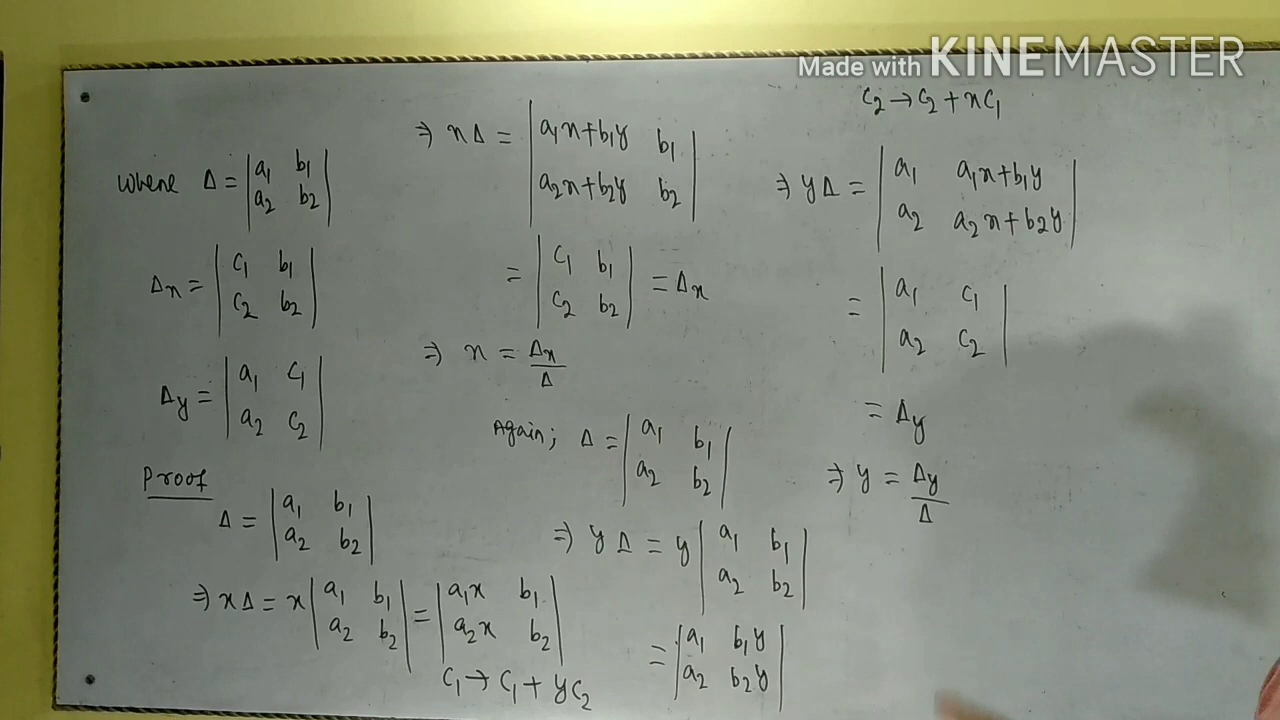 Made with KINEMASTER
where Δ = |a₁ b₁|
|a₂ b₂|
Δx = |c₁ b₁|
|c₂ b₂|
Δy = |a₁ c₁|
|a₂ c₂|
Proof
Δ = |a₁ b₁|
|a₂ b₂|
⇒ xΔ = x |a₁ b₁| = |a₁x b₁|
|a₂ b₂| |a₂x b₂|
C₁ → C₁ + yC₂
⇒ xΔ = |a₁x+b₁y b₁|
|a₂x+b₂y b₂|
= |c₁ b₁| = Δx
|c₂ b₂|
⇒ x = Δx
Δ
Again; Δ = |a₁ b₁|
|a₂ b₂|
⇒ yΔ = y |a₁ b₁|
|a₂ b₂|
= |a₁ b₁y|
|a₂ b₂y|
C₂ → C₂ + xC₁
⇒ yΔ = |a₁ a₁x+b₁y|
|a₂ a₂x+b₂y|
= |a₁ c₁|
|a₂ c₂|
= Δy
⇒ y = Δy
Δ